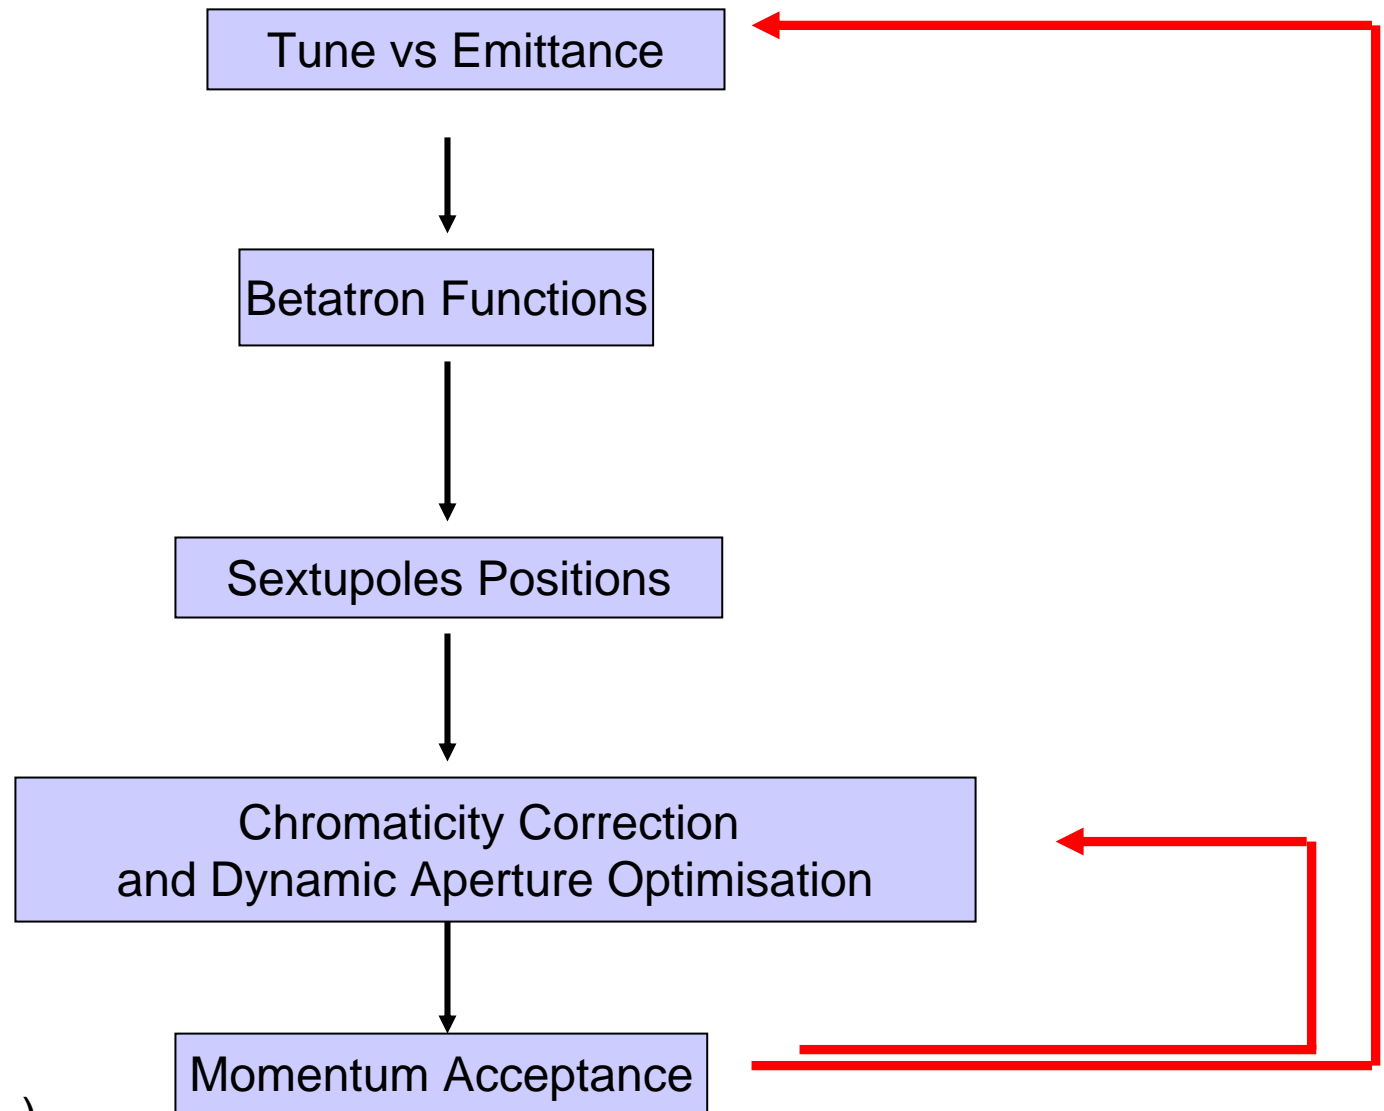 Tune vs Emittance
Betatron Functions
Sextupoles Positions
Chromaticity Correction
and Dynamic Aperture Optimisation
Momentum Acceptance
)